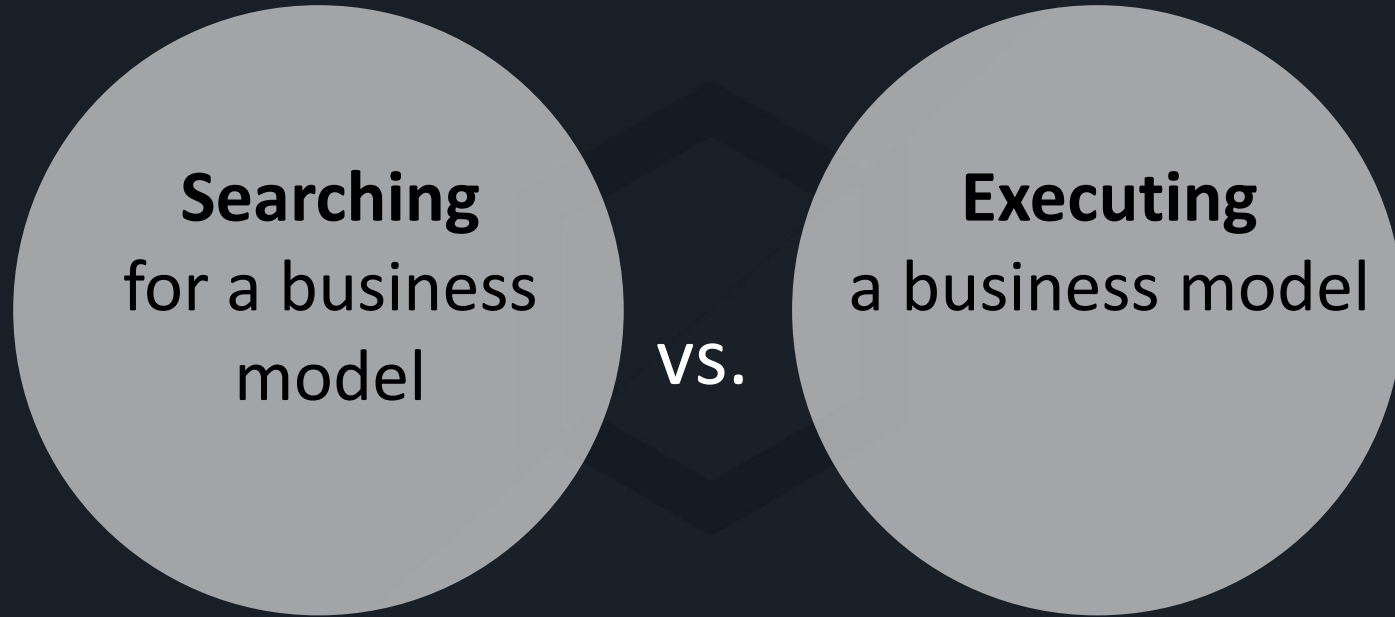 Searching
for a business
model
vs.
Executing
a business model